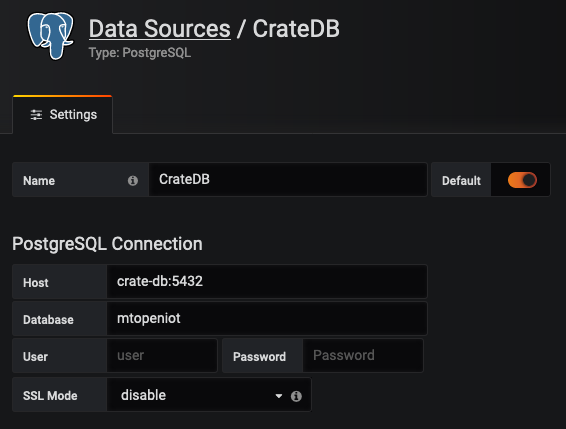 Data Sources / CrateDB
Type: PostgreSQL
Settings
Name CrateDB Default
PostgreSQL Connection
Host crate-db:5432
Database mtopeniot
User user Password Password
SSL Mode disable